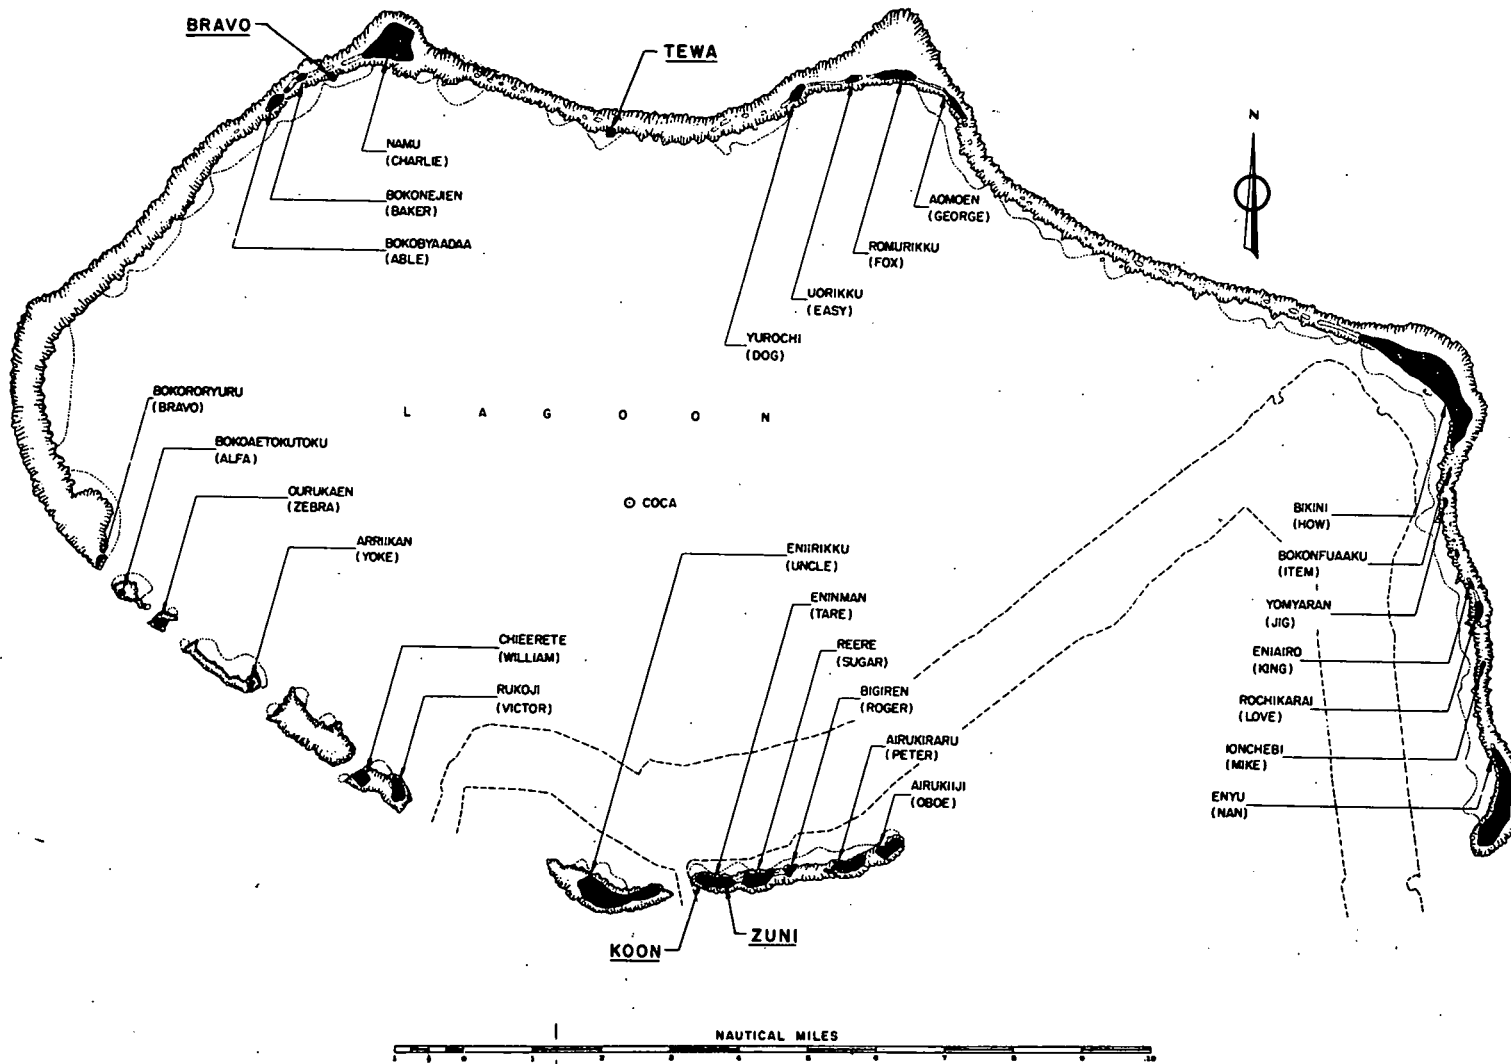 BRAVO
TEWA
N
NAMU
(CHARLIE)
BOKONEJIEN
(BAKER)
BOKOBYAADAA
(ABLE)
AOMOEN
(GEORGE)
ROMURIKKU
(FOX)
UORIKKU
(EASY)
YUROCHI
(DOG)
BOKORORYURU
(BRAVO)
BOKOAETOKUTOKU
(ALFA)
OURUKAEN
(ZEBRA)
ARRIIKAN
(YOKE)
LAGOON
COCA
BIKINI
(HOW)
BOKONFUAAKU
(ITEM)
YOMYARAN
(JIG)
ENIAIRO
(KING)
ROCHIKARAI
(LOVE)
IONCHEBI
(MIKE)
ENYU
(NAN)
ENIIRIKKU
(UNCLE)
ENINMAN
(TARE)
REERE
(SUGAR)
BIGIREN
(ROGER)
AIRUKIRARU
(PETER)
AIRUKIIJI
(OBOE)
CHIEERETE
(WILLIAM)
RUKOJI
(VICTOR)
KOON
ZUNI
NAUTICAL MILES